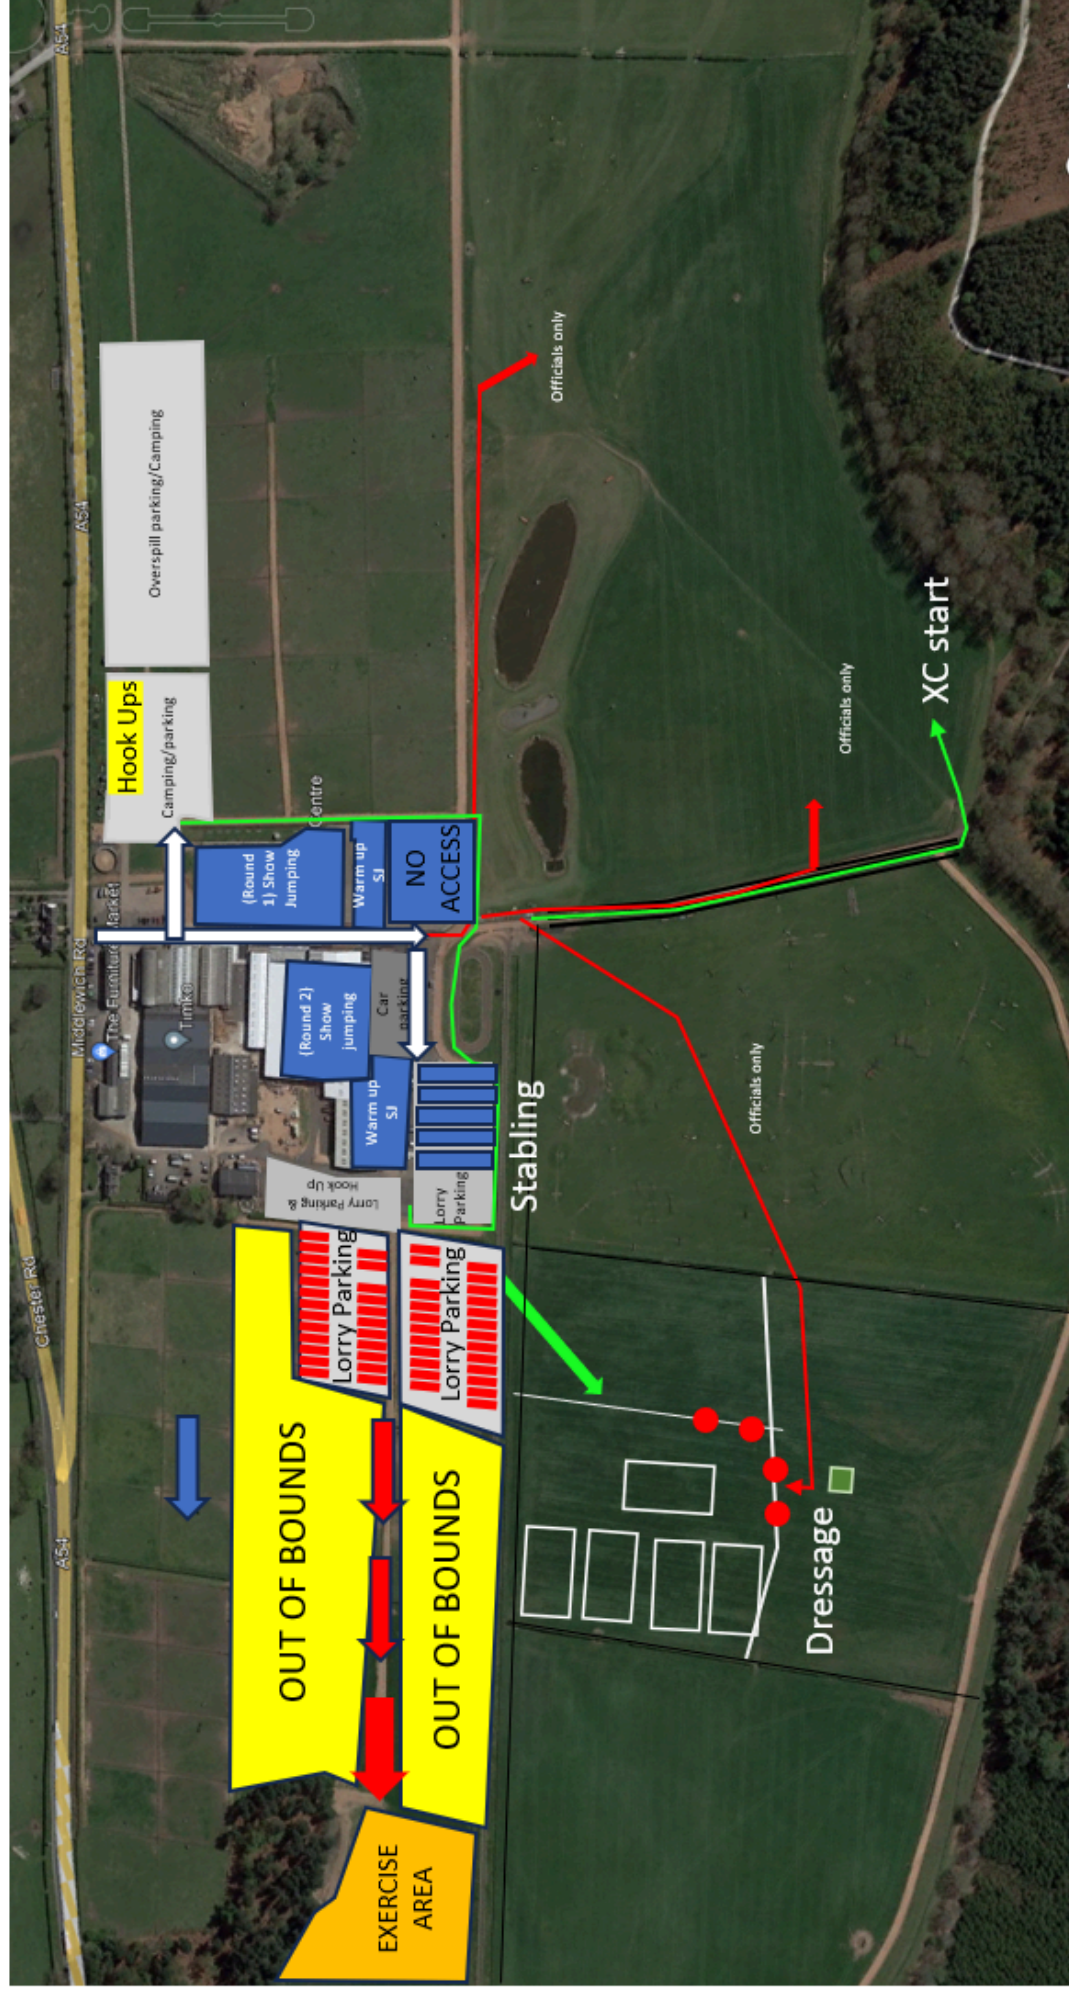 A54
Chester Rd
Middlewich Rd
A54
A54
The Furniture Market
Hook Ups
Camping/parking
Overspill parking/Camping
Centre
(Round
1) Show
Jumping
Warm up
SJ
NO
ACCESS
(Round 2)
Show
jumping
Car
parking
Warm up
SJ
Lorry Parking &
Hook Up
Lorry
Parking
Stabling
Lorry Parking
Lorry Parking
OUT OF BOUNDS
OUT OF BOUNDS
EXERCISE
AREA
Dressage
Officials only
Officials only
Officials only
XC start